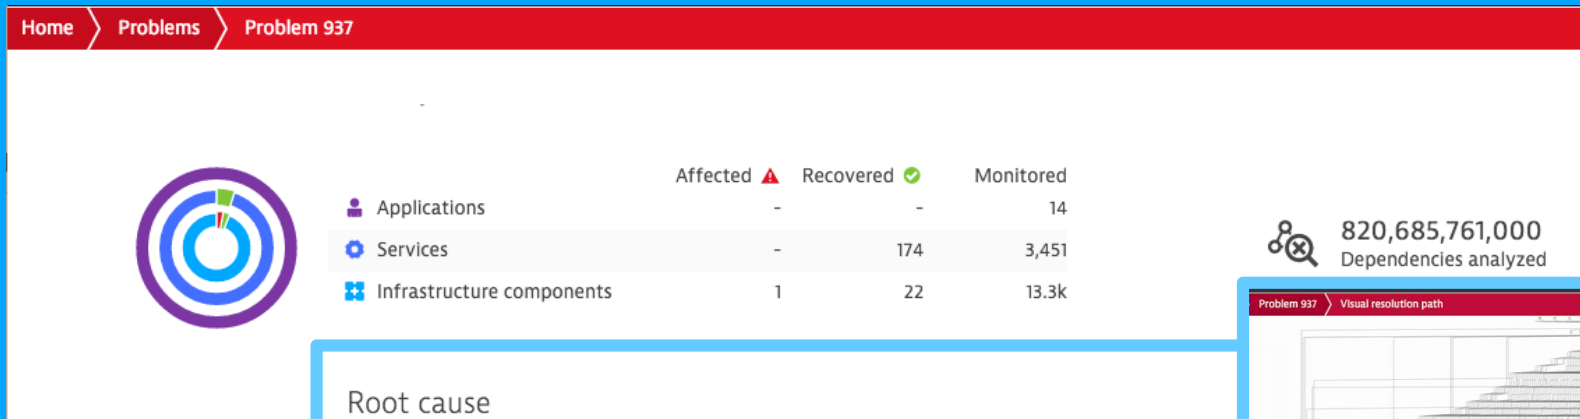 Home Problems Problem 937
Affected Recovered Monitored
Applications - - 14
Services - 174 3,451
Infrastructure components 1 22 13.3k
820,685,761,000
Dependencies analyzed
Problem 937 Visual resolution path
Root cause